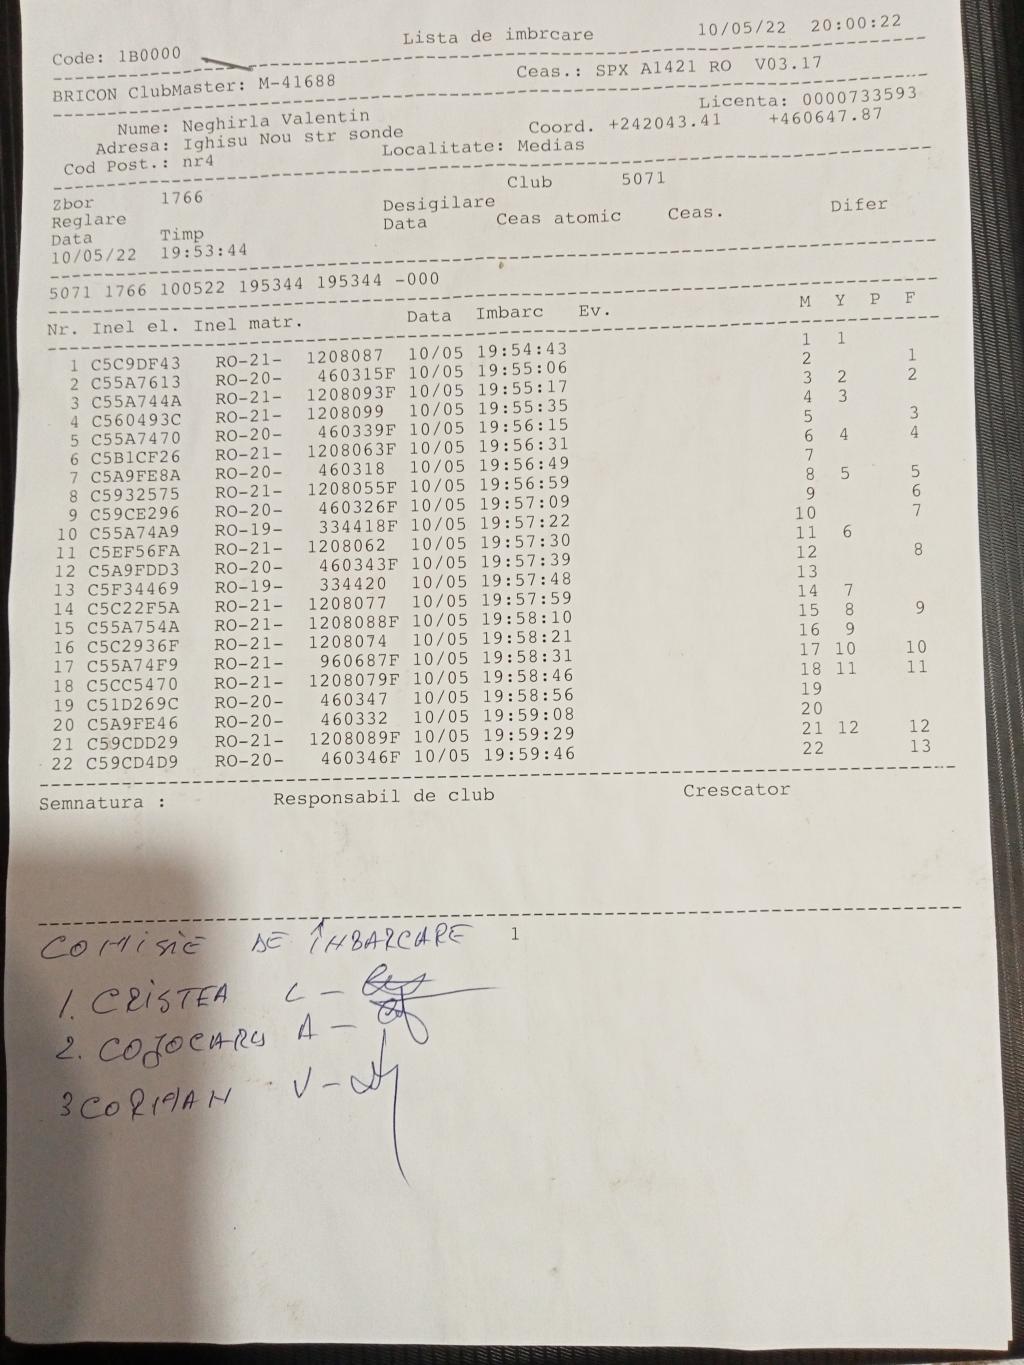 Lista de imbrcare 10/05/22 20:00:22
Code: 1B0000
BRICON ClubMaster: M-41688 Ceas.: SPX A1421 RO V03.17
Licenta: 0000733593
Nume: Neghirla Valentin
Adresa: Ighisu Nou str sonde Coord. +242043.41 +460647.87
Cod Post.: nr4 Localitate: Medias
Club 5071
Zbor 1766
Reglare Desigilare
Data Timp Data Ceas atomic Ceas. Difer
10/05/22 19:53:44
5071 1766 100522 195344 195344 -000
Nr. Inel el. Inel matr. Data Imbarc Ev. M Y P F
1 C5C9DF43 RO-21- 1208087 10/05 19:54:43 1 1
2 C55A7613 RO-20- 460315F 10/05 19:55:06 2 1
3 C55A744A RO-21- 1208093F 10/05 19:55:17 3 2 2
4 C560493C RO-21- 1208099 10/05 19:55:35 4 3
5 C55A7470 RO-20- 460339F 10/05 19:56:15 5 3
6 C5B1CF26 RO-21- 1208063F 10/05 19:56:31 6 4 4
7 C5A9FE8A RO-20- 460318 10/05 19:56:49 7
8 C5932575 RO-21- 1208055F 10/05 19:56:59 8 5 5
9 C59CE296 RO-20- 460326F 10/05 19:57:09 9 6
10 C55A74A9 RO-19- 334418F 10/05 19:57:22 10 7
11 C5EF56FA RO-21- 1208062 10/05 19:57:30 11 6
12 C5A9FDD3 RO-20- 460343F 10/05 19:57:39 12 8
13 C5F34469 RO-19- 334420 10/05 19:57:48 13
14 C5C22F5A RO-21- 1208077 10/05 19:57:59 14 7
15 C55A754A RO-21- 1208088F 10/05 19:58:10 15 8 9
16 C5C2936F RO-21- 1208074 10/05 19:58:21 16 9
17 C55A74F9 RO-21- 960687F 10/05 19:58:31 17 10 10
18 C5CC5470 RO-21- 1208079F 10/05 19:58:46 18 11 11
19 C51D269C RO-20- 460347 10/05 19:58:56 19
20 C5A9FE46 RO-20- 460332 10/05 19:59:08 20
21 C59CDD29 RO-21- 1208089F 10/05 19:59:29 21 12 12
22 C59CD4D9 RO-20- 460346F 10/05 19:59:46 22 13
Semnatura : Responsabil de club Crescator
COMISIE DE ÎNBARCARE 1
1. CRISTEA C -
2. COJOCARU A -
3 CORMAN V -